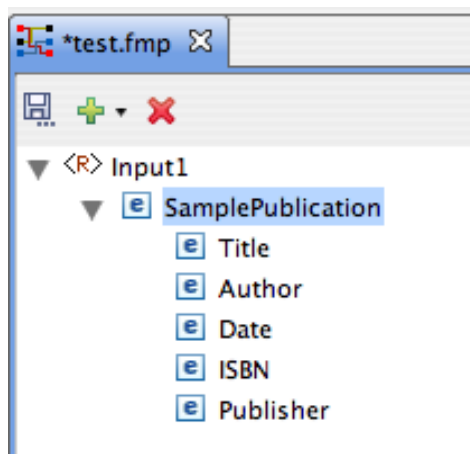 *test.fmp
<R> Input1
e SamplePublication
e Title
e Author
e Date
e ISBN
e Publisher